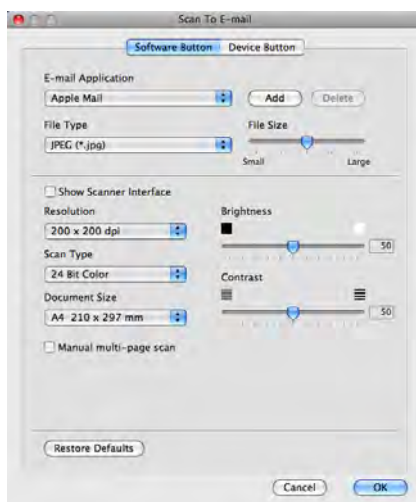 Scan To E-mail
Software Button Device Button
E-mail Application
Apple Mail Add Delete
File Type File Size
JPEG (*.jpg)
Small Large
Show Scanner Interface
Resolution Brightness
200 x 200 dpi 50
Scan Type
24 Bit Color Contrast
Document Size
A4 210 x 297 mm 50
Manual multi-page scan
Restore Defaults
Cancel OK